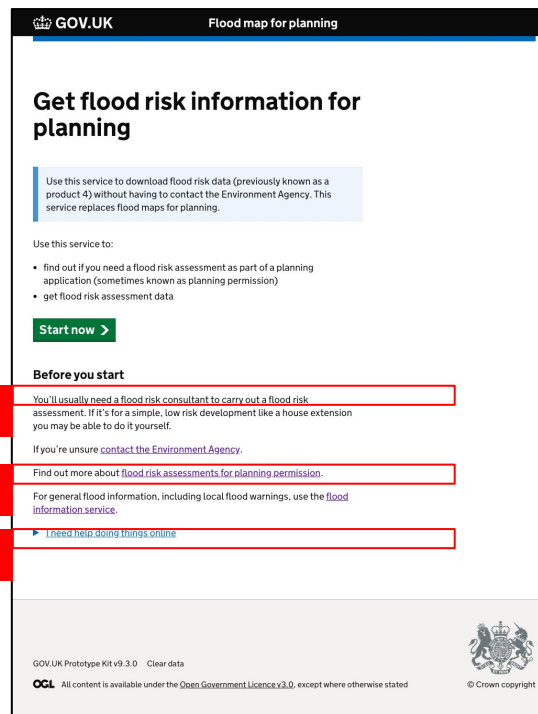 GOV.UK Flood map for planning
Get flood risk information for
planning
Use this service to download flood risk data (previously known as a
product 4) without having to contact the Environment Agency. This
service replaces flood maps for planning.
Use this service to:
• find out if you need a flood risk assessment as part of a planning
application (sometimes known as planning permission)
• get flood risk assessment data
Start now
Before you start
You'll usually need a flood risk consultant to carry out a flood risk
assessment. If it's for a simple, low risk development like a house extension
you may be able to do it yourself.
If you're unsure contact the Environment Agency.
Find out more about flood risk assessments for planning permission.
For general flood information, including local flood warnings, use the flood
information service.
I need help doing things online
GOV.UK Prototype Kit v9.3.0 Clear data
OGL All content is available under the Open Government Licence v3.0, except where otherwise stated
© Crown copyright